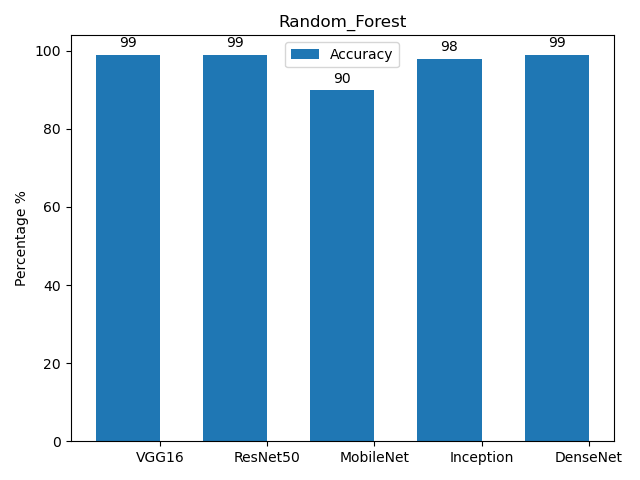 Random_Forest
99 99 90 98 99
Accuracy
Percentage %
100
80
60
40
20
0
VGG16 ResNet50 MobileNet Inception DenseNet